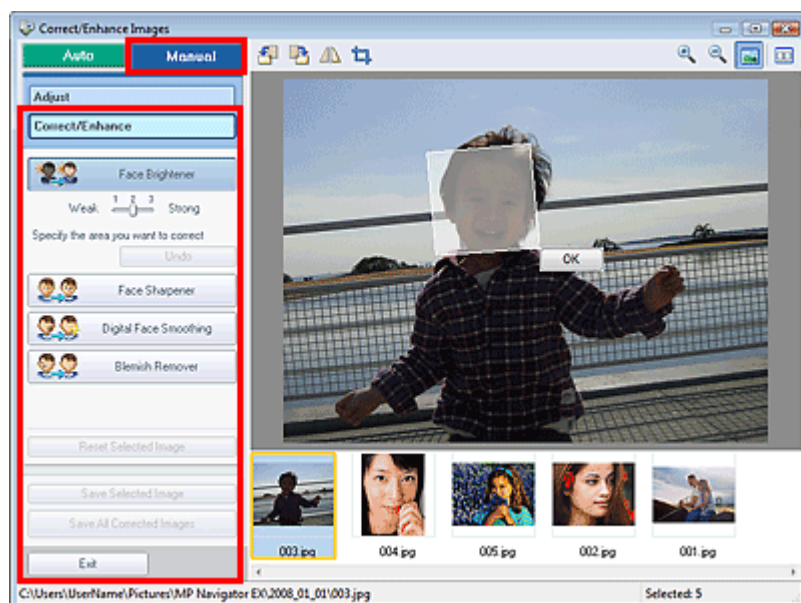 Correct/Enhance Images
Auto Manual
Adjust
Correct/Enhance
Face Brightener
1 2 3
Weak Strong
Specify the area you want to correct
Undo
OK
Face Sharpener
Digital Face Smoothing
Blemish Remover
Reset Selected Image
Save Selected Image
Save All Corrected Images
Exit
003.jpg 004.jpg 005.jpg 002.jpg 001.jpg
C:\Users\UserName\Pictures\MP Navigator EX\2008_01_01\003.jpg Selected: 5